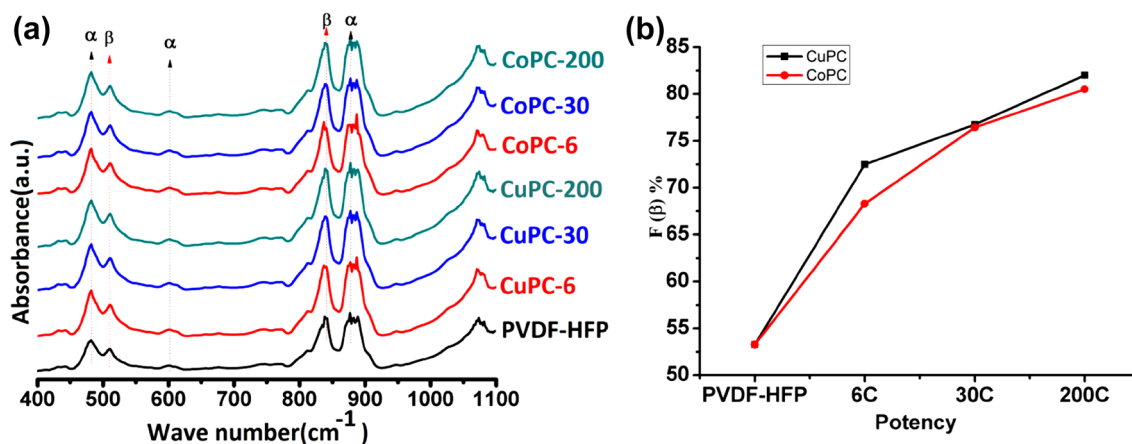 (a)
α
β
α
β
α
CoPC-200
CoPC-30
CoPC-6
CuPC-200
CuPC-30
CuPC-6
PVDF-HFP
Absorbance(a.u.)
400 500 600 700 800 900 1000 1100
Wave number(cm⁻¹)
(b)
CuPC
CoPC
F (β) %
85
80
75
70
65
60
55
50
PVDF-HFP 6C 30C 200C
Potency